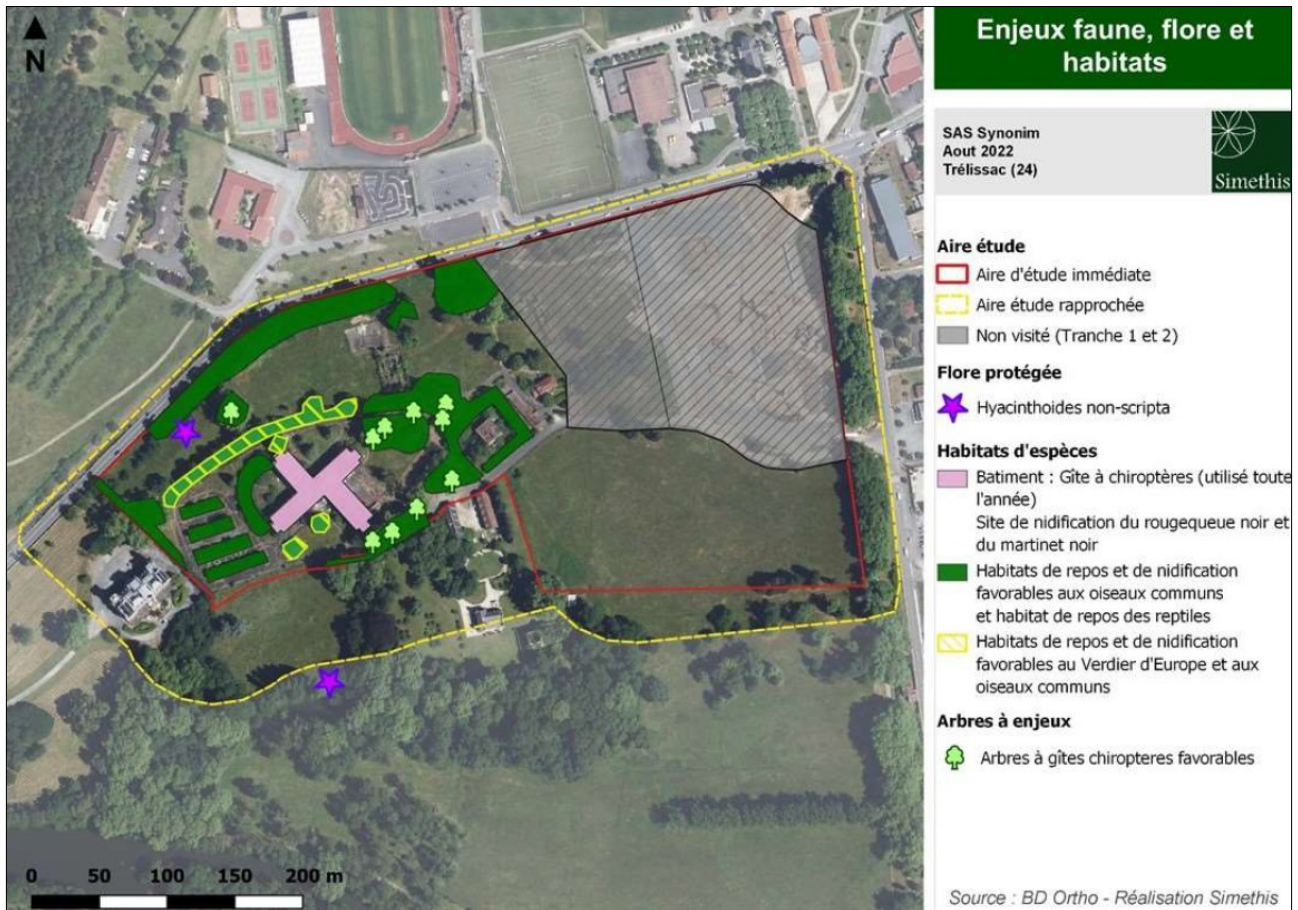 N
Enjeux faune, flore et
habitats
SAS Synonim
Aout 2022
Trélissac (24)
Simethis
Aire étude
Aire d'étude immédiate
Aire étude rapprochée
Non visité (Tranche 1 et 2)
Flore protégée
Hyacinthoides non-scripta
Habitats d'espèces
Batiment : Gîte à chiroptères (utilisé toute
l'année)
Site de nidification du rougequeue noir et
du martinet noir
Habitats de repos et de nidification
favorables aux oiseaux communs
et habitat de repos des reptiles
Habitats de repos et de nidification
favorables au Verdier d'Europe et aux
oiseaux communs
Arbres à enjeux
Arbres à gîtes chiropteres favorables
0 50 100 150 200 m
Source : BD Ortho - Réalisation Simethis